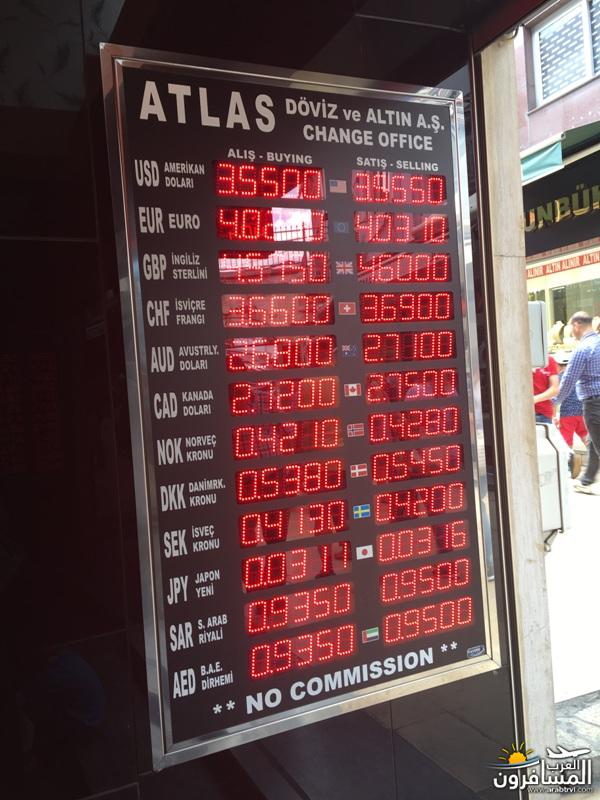 ATLAS DÖVİZ ve ALTIN A.Ş.
CHANGE OFFICE
ALIŞ - BUYING SATIŞ - SELLING
USD AMERİKAN DOLARI 3.5500
EUR EURO 4.0310
GBP İNGİLİZ STERLİNİ 4.6000
CHF İSVİÇRE FRANGI 3.6600 3.6900
AUD AVUSTRLY. DOLARI 2.6300 2.7100
CAD KANADA DOLARI 2.7200 2.7500
NOK NORVEÇ KRONU 0.4210 0.4280
DKK DANİMRK. KRONU 0.5380 0.5450
SEK İSVEÇ KRONU 0.4130 0.4200
JPY JAPON YENİ 0.0316
SAR S. ARAB RİYALİ 0.9350 0.9500
AED B.A.E. DİRHEMİ 0.9350 0.9500
** NO COMMISSION **
ALINIR ALTIN ALINIR ALTIN
العرب
المسافرون
www.arabtrvl.com